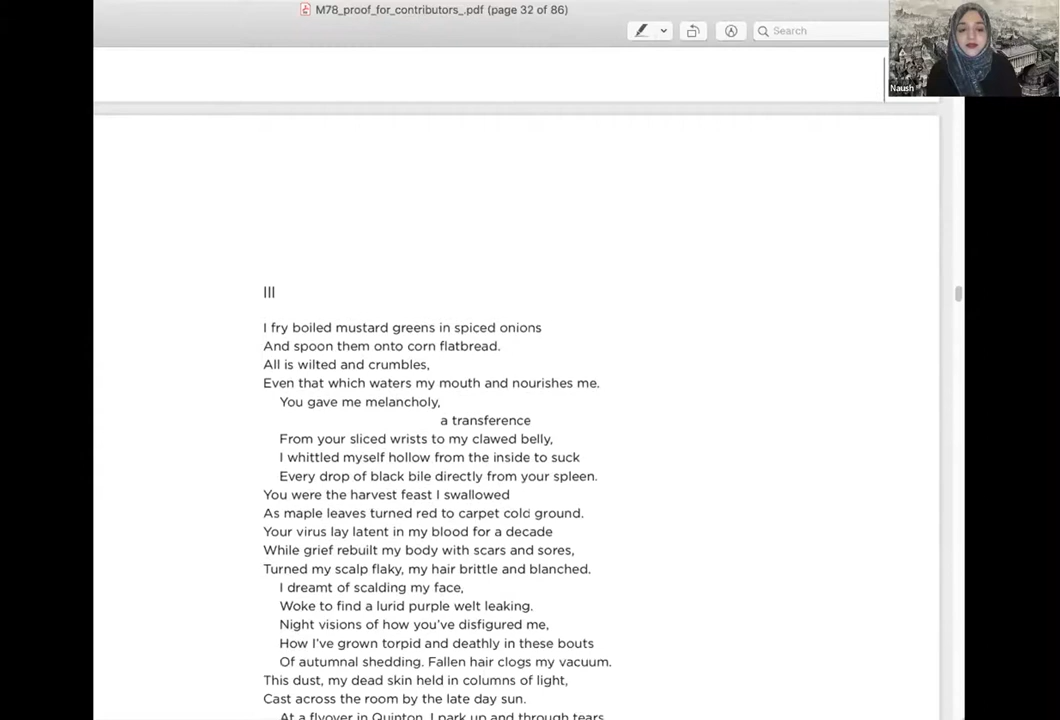 M78_proof_for_contributors_.pdf (page 32 of 86)
Search
Naush
III
I fry boiled mustard greens in spiced onions
And spoon them onto corn flatbread.
All is wilted and crumbles,
Even that which waters my mouth and nourishes me.
You gave me melancholy,
a transference
From your sliced wrists to my clawed belly,
I whittled myself hollow from the inside to suck
Every drop of black bile directly from your spleen.
You were the harvest feast I swallowed
As maple leaves turned red to carpet cold ground.
Your virus lay latent in my blood for a decade
While grief rebuilt my body with scars and sores,
Turned my scalp flaky, my hair brittle and blanched.
I dreamt of scalding my face,
Woke to find a lurid purple welt leaking.
Night visions of how you've disfigured me,
How I've grown torpid and deathly in these bouts
Of autumnal shedding. Fallen hair clogs my vacuum.
This dust, my dead skin held in columns of light,
Cast across the room by the late day sun.
At a flyover in Quinton, I park up and through tears